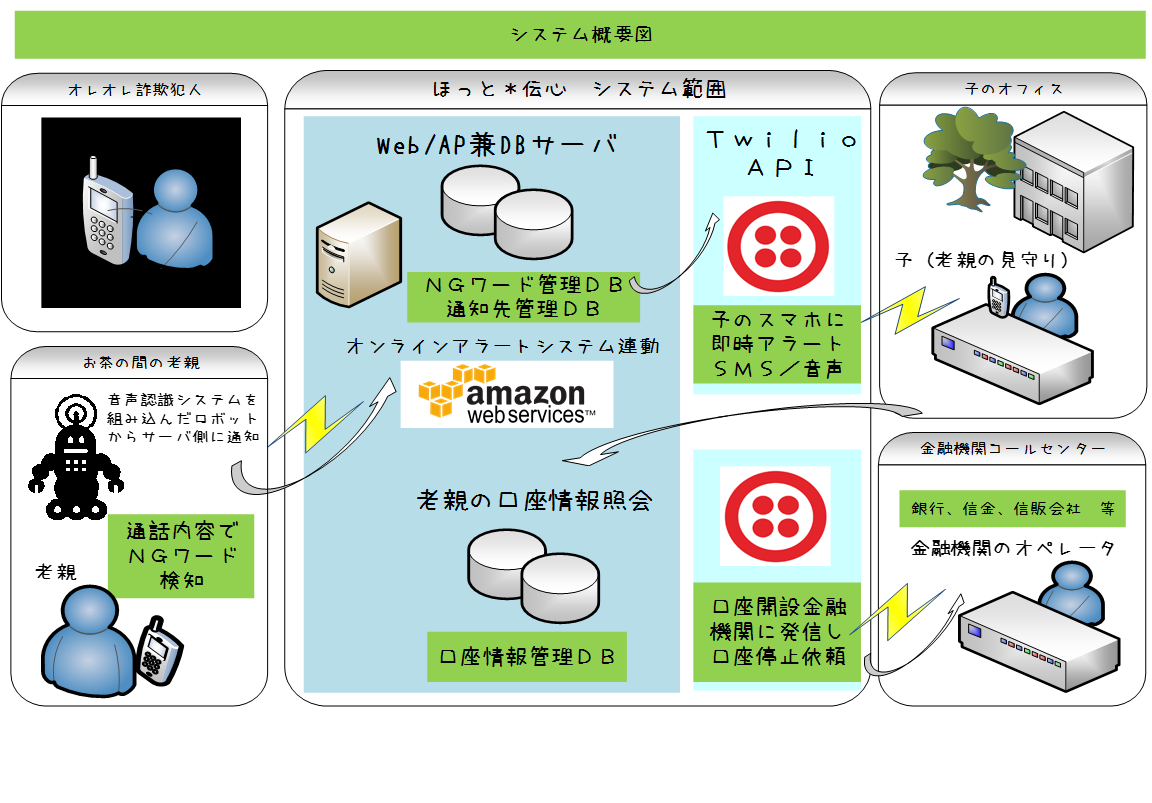 システム概要図
オレオレ詐欺犯人
お茶の間の老親
音声認識システムを
組み込んだロボット
からサーバ側に通知
通話内容で
ＮＧワード
検知
老親
ほっと＊伝心　システム範囲
Web/AP兼DBサーバ
ＮＧワード管理ＤＢ
通知先管理ＤＢ
オンラインアラートシステム連動
amazon
web services™
老親の口座情報照会
口座情報管理ＤＢ
Ｔｗｉｌｉｏ
ＡＰＩ
子のスマホに
即時アラート
ＳＭＳ／音声
口座開設金融
機関に発信し
口座停止依頼
子のオフィス
子（老親の見守り）
金融機関コールセンター
銀行、信金、信販会社　等
金融機関のオペレータ